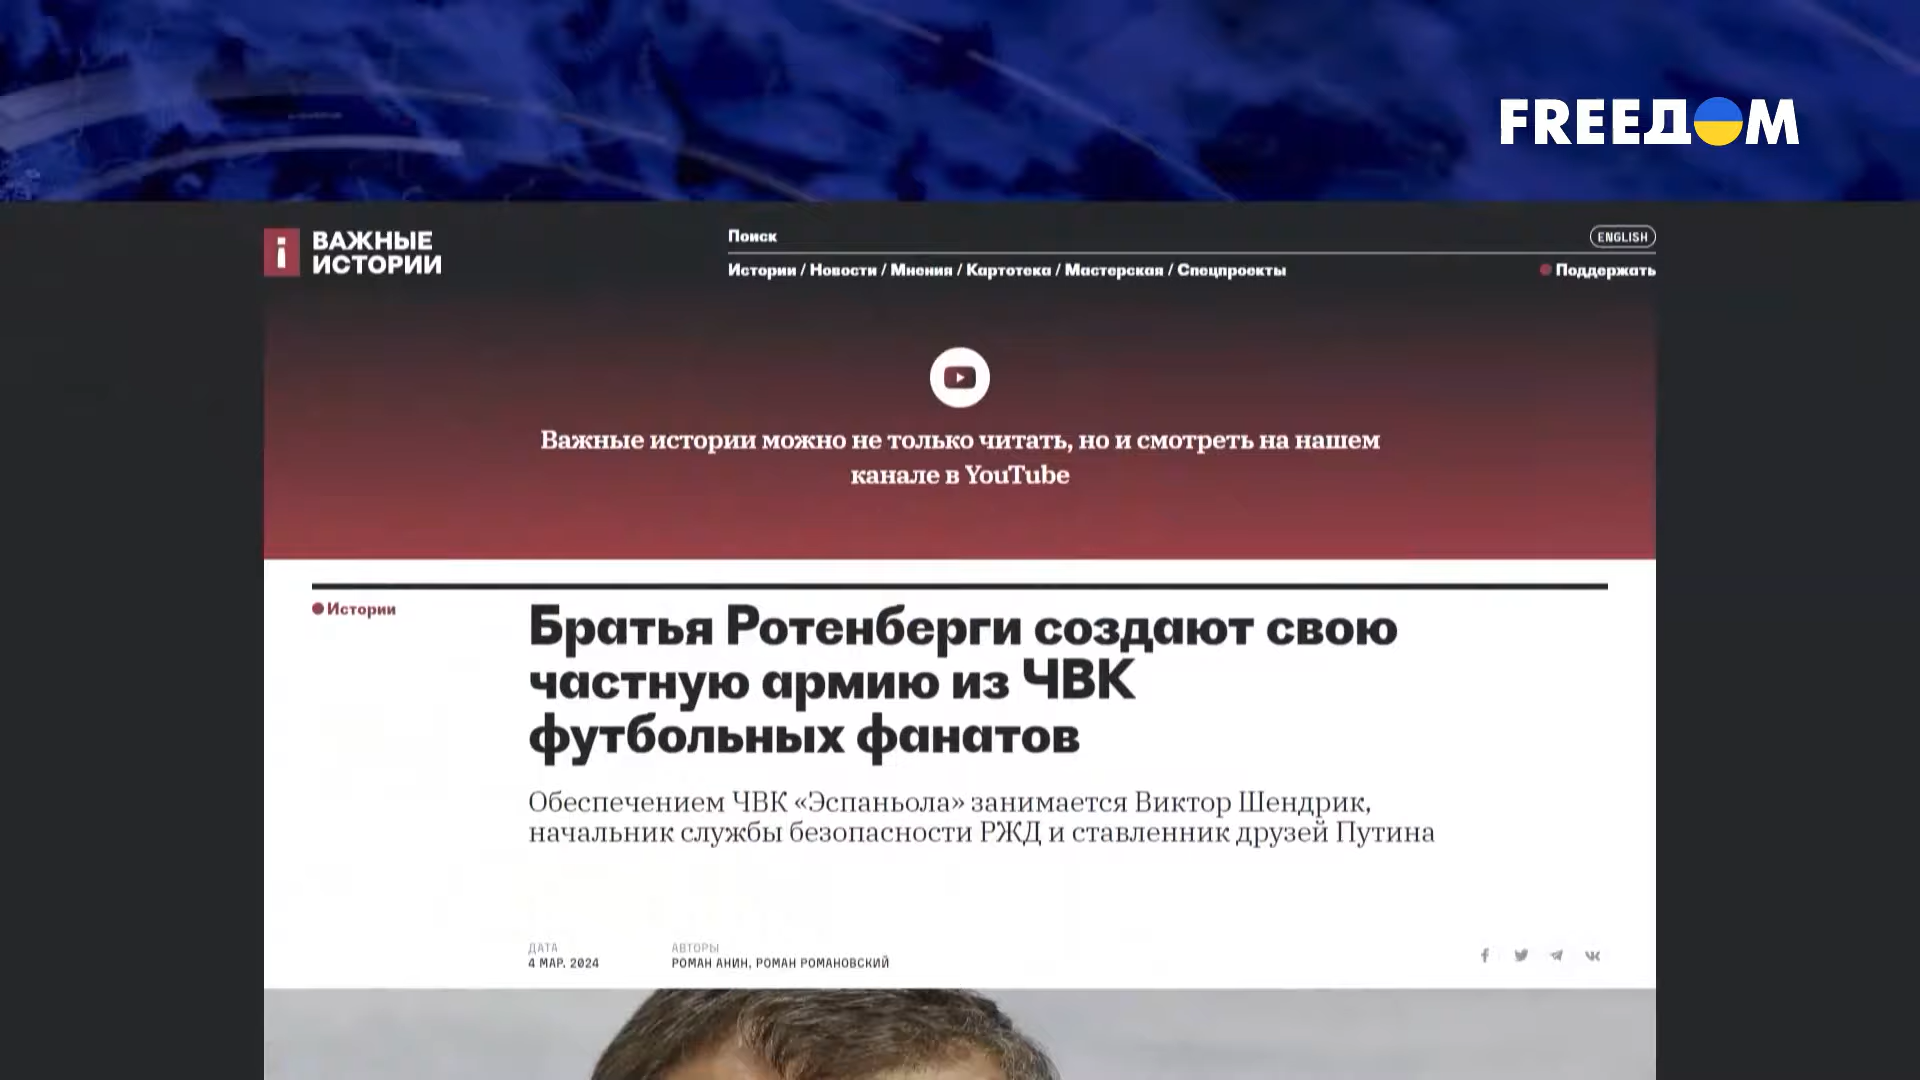 FREEДOM
ВАЖНЫЕ
ИСТОРИИ
Поиск
ENGLISH
Истории / Новости / Мнения / Картотека / Мастерская / Спецпроекты
Поддержать
Важные истории можно не только читать, но и смотреть на нашем
канале в YouTube
Истории
Братья Ротенберги создают свою
частную армию из ЧВК
футбольных фанатов
Обеспечением ЧВК «Эспаньола» занимается Виктор Шендрик,
начальник службы безопасности РЖД и ставленник друзей Путина
ДАТА
4 МАР. 2024
АВТОРЫ
РОМАН АНИН, РОМАН РОМАНОВСКИЙ